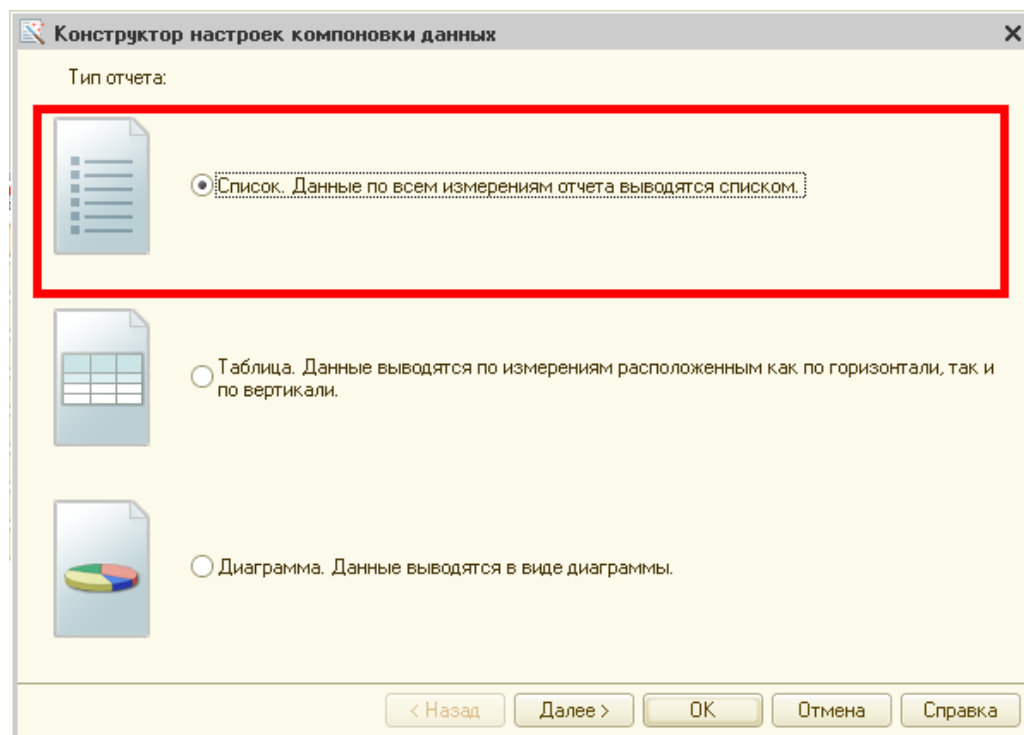 Конструктор настроек компоновки данных
Тип отчета:
Список. Данные по всем измерениям отчета выводятся списком.
Таблица. Данные выводятся по измерениям расположенным как по горизонтали, так и
по вертикали.
Диаграмма. Данные выводятся в виде диаграммы.
< Назад Далее > OK Отмена Справка